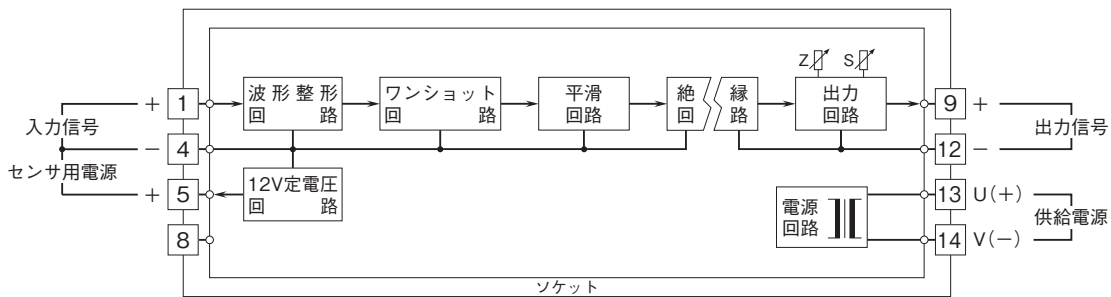 Z S
波形整形
回 路
ワンショット
回 路
平滑
回路
絶 縁
回 路
出力
回路
+ 1
入力信号
− 4
センサ用電源
+ 5
8
12V定電圧
回 路
電源
回路
9 +
出力信号
12 −
13 U(+)
供給電源
14 V(−)
ソケット